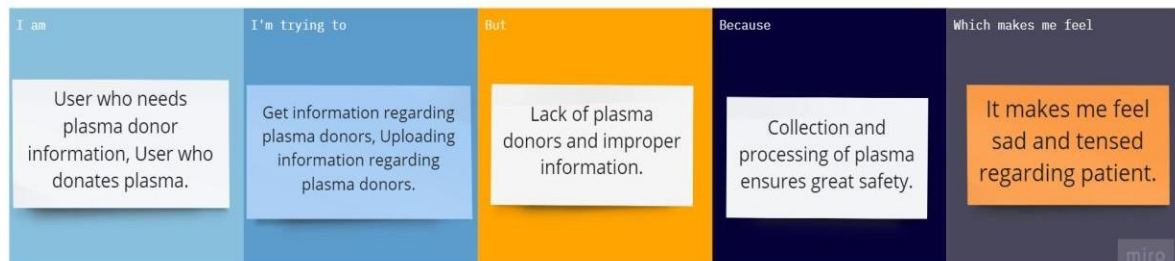 I am
User who needs
plasma donor
information, User who
donates plasma.
I'm trying to
Get information regarding
plasma donors, Uploading
information regarding
plasma donors.
But
Lack of plasma
donors and improper
information.
Because
Collection and
processing of plasma
ensures great safety.
Which makes me feel
It makes me feel
sad and tensed
regarding patient.
miro